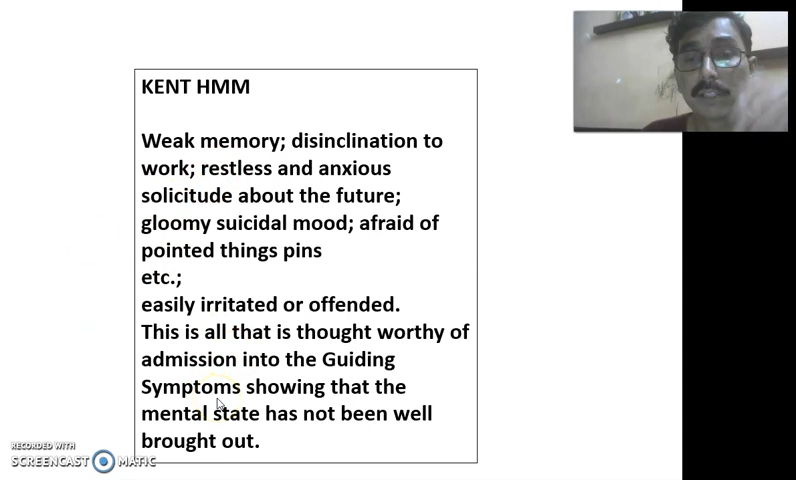 KENT HMM
Weak memory; disinclination to
work; restless and anxious
solicitude about the future;
gloomy suicidal mood; afraid of
pointed things pins
etc.;
easily irritated or offended.
This is all that is thought worthy of
admission into the Guiding
Symptoms showing that the
mental state has not been well
brought out.
RECORDED WITH
SCREENCAST MATIC